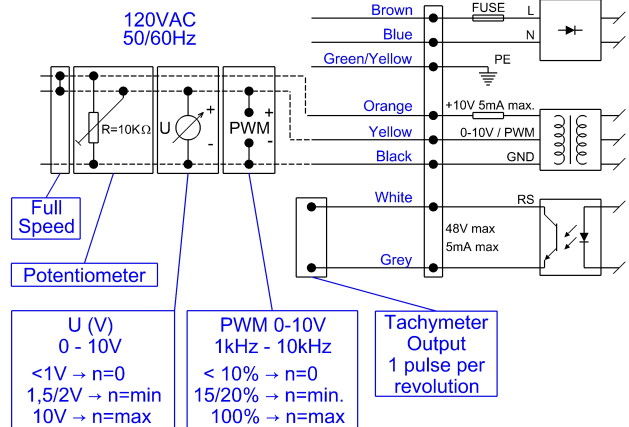 120VAC
50/60Hz
Brown
FUSE
L
Blue
N
Green/Yellow
PE
Orange
+10V 5mA max.
Yellow
0-10V / PWM
Black
GND
R=10KΩ
U
+
-
PWM
+
-
White
RS
48V max
5mA max
Grey
Full
Speed
Potentiometer
U (V)
0 - 10V
<1V → n=0
1,5/2V → n=min
10V → n=max
PWM 0-10V
1kHz - 10kHz
< 10% → n=0
15/20% → n=min.
100% → n=max
Tachymeter
Output
1 pulse per
revolution